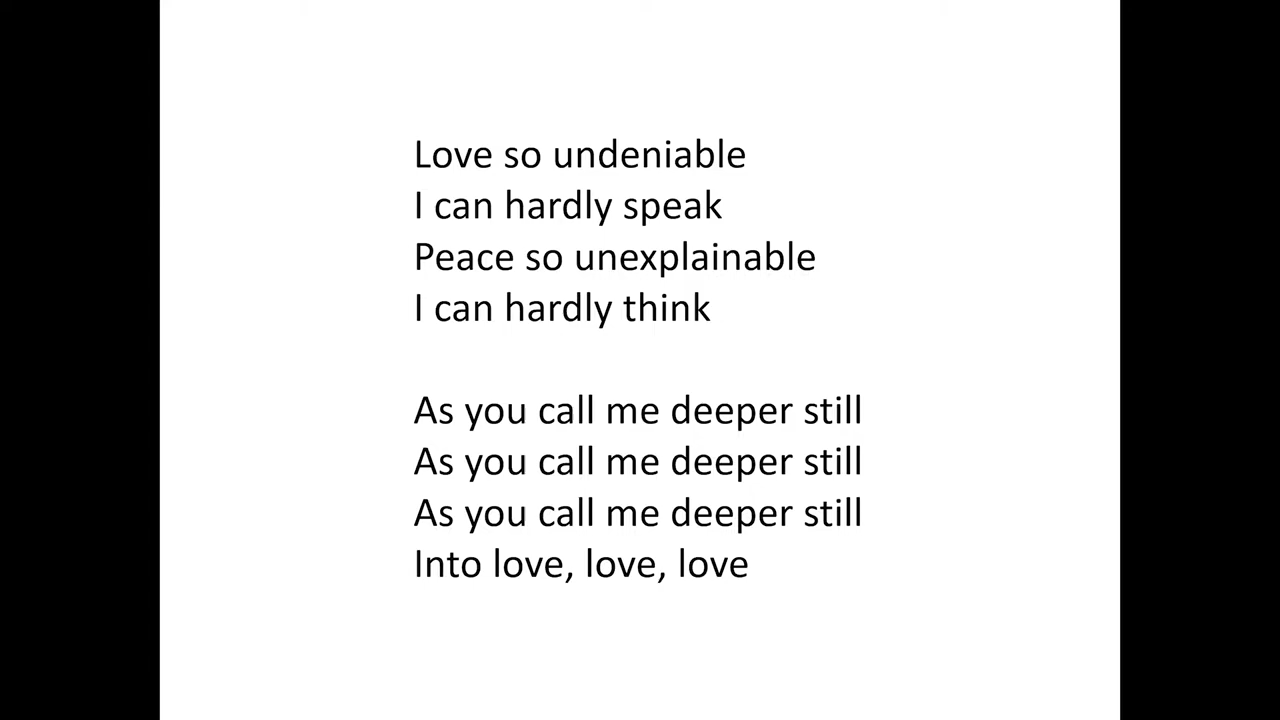 Love so undeniable
I can hardly speak
Peace so unexplainable
I can hardly think
As you call me deeper still
As you call me deeper still
As you call me deeper still
Into love, love, love